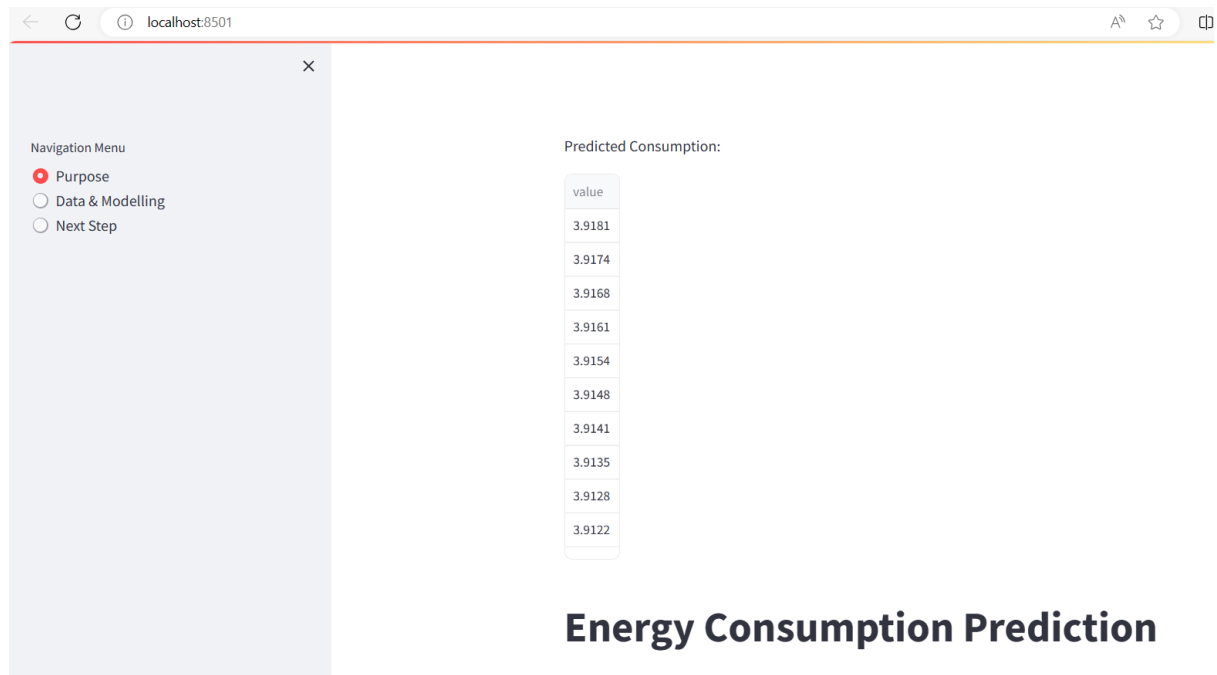 localhost:8501
Navigation Menu
Purpose
Data & Modelling
Next Step
Predicted Consumption:
value
3.9181
3.9174
3.9168
3.9161
3.9154
3.9148
3.9141
3.9135
3.9128
3.9122
Energy Consumption Prediction